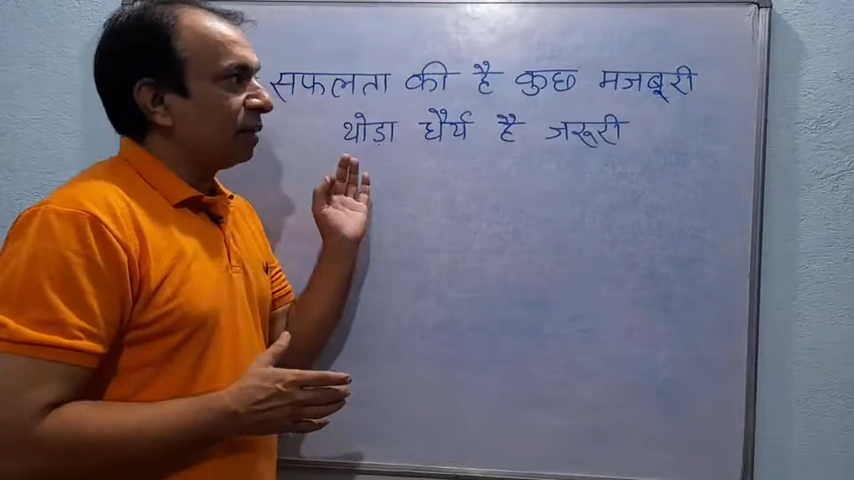 सफलता की है कुछ मजबूरी
थोड़ा धैर्य है जरूरी